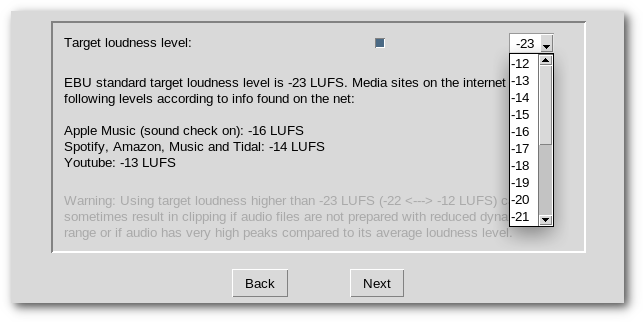 Target loudness level:
-23
-12
-13
-14
-15
-16
-17
-18
-19
-20
-21
EBU standard target loudness level is -23 LUFS. Media sites on the internet
following levels according to info found on the net:
Apple Music (sound check on): -16 LUFS
Spotify, Amazon, Music and Tidal: -14 LUFS
Youtube: -13 LUFS
Warning: Using target loudness higher than -23 LUFS (-22 <---> -12 LUFS)
sometimes result in clipping if audio files are not prepared with reduced
range or if audio has very high peaks compared to its average loudness level.
Back
Next